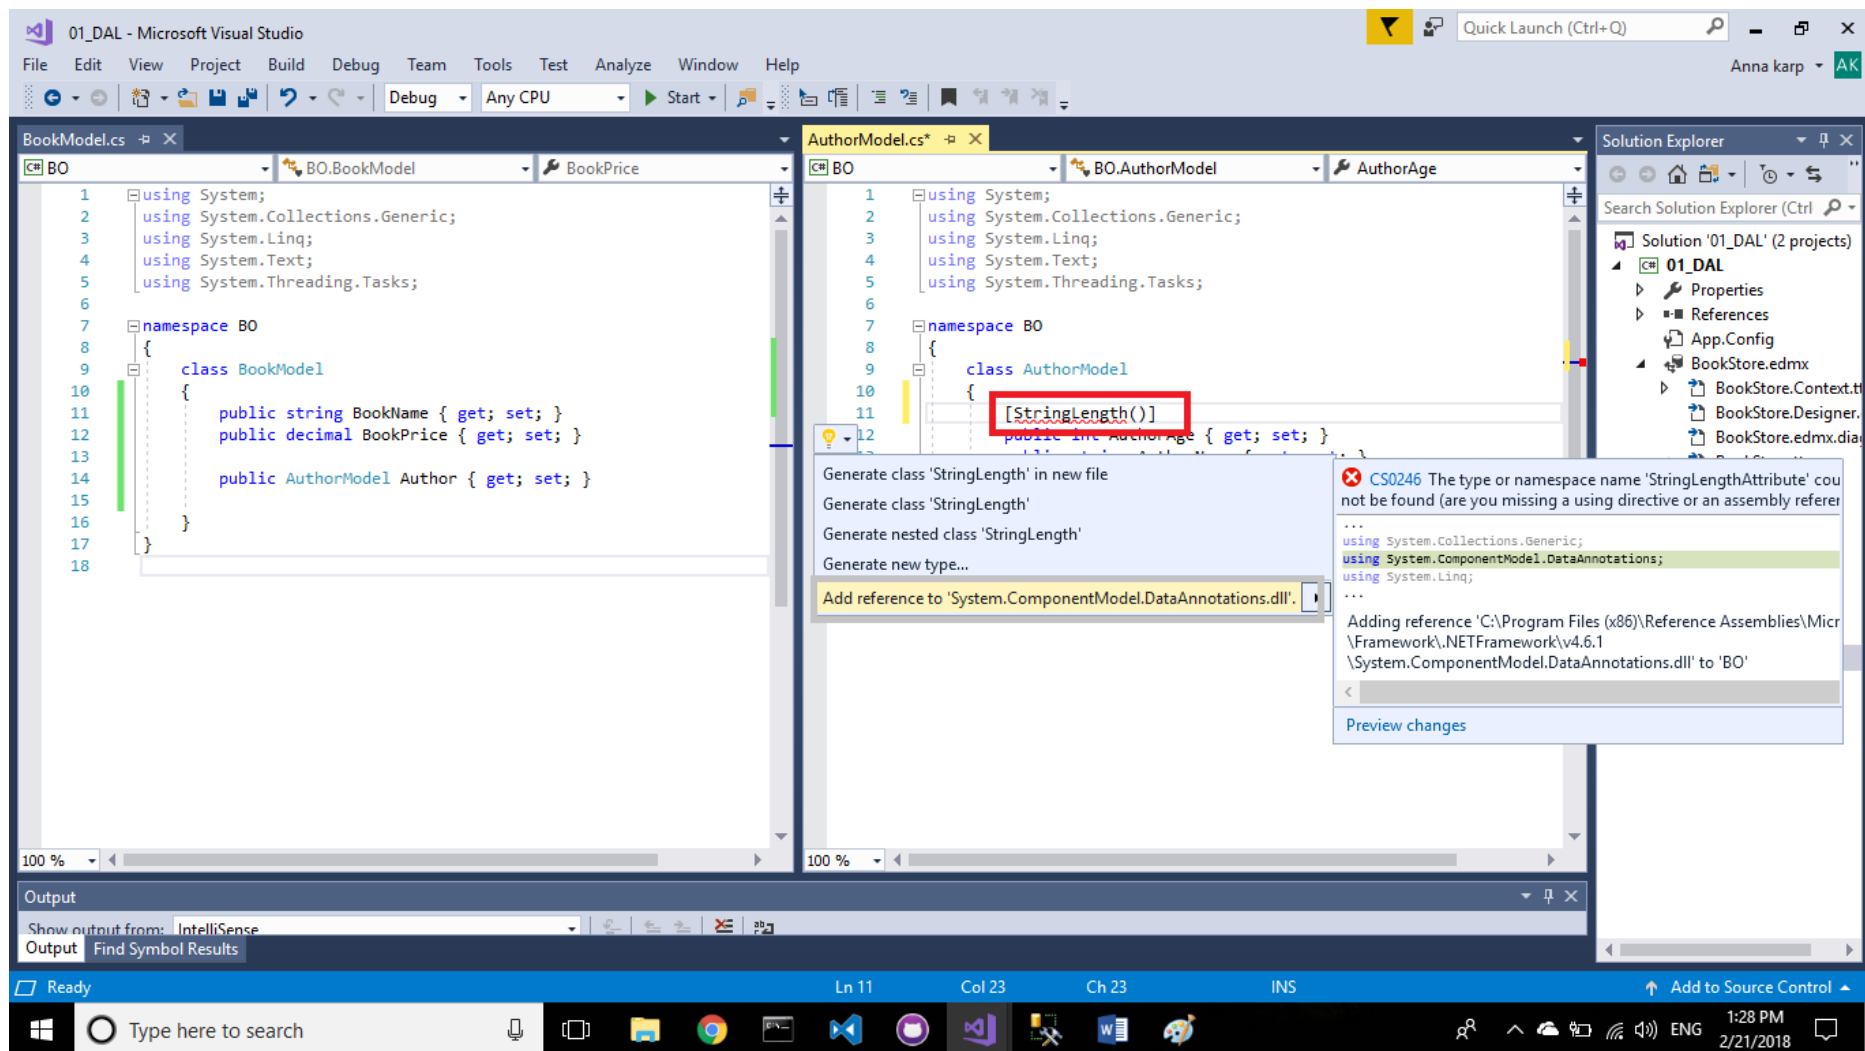 01_DAL - Microsoft Visual Studio
Quick Launch (Ctrl+Q)
File Edit View Project Build Debug Team Tools Test Analyze Window Help
Anna karp AK
Debug Any CPU Start
BookModel.cs
BO BO.BookModel BookPrice
1 using System;
2 using System.Collections.Generic;
3 using System.Linq;
4 using System.Text;
5 using System.Threading.Tasks;
6
7 namespace BO
8 {
9 class BookModel
10 {
11 public string BookName { get; set; }
12 public decimal BookPrice { get; set; }
13
14 public AuthorModel Author { get; set; }
15
16 }
17 }
18
100 %
AuthorModel.cs*
BO BO.AuthorModel AuthorAge
1 using System;
2 using System.Collections.Generic;
3 using System.Linq;
4 using System.Text;
5 using System.Threading.Tasks;
6
7 namespace BO
8 {
9 class AuthorModel
10 {
11 [StringLength()]
12 public int AuthorAge { get; set; }
Generate class 'StringLength' in new file
Generate class 'StringLength'
Generate nested class 'StringLength'
Generate new type...
Add reference to 'System.ComponentModel.DataAnnotations.dll'.
CS0246 The type or namespace name 'StringLengthAttribute' cou
not be found (are you missing a using directive or an assembly referer
...
using System.Collections.Generic;
using System.ComponentModel.DataAnnotations;
using System.Linq;
...
Adding reference 'C:\Program Files (x86)\Reference Assemblies\Micr
\Framework\.NETFramework\v4.6.1
\System.ComponentModel.DataAnnotations.dll' to 'BO'
Preview changes
100 %
Solution Explorer
Search Solution Explorer (Ctrl
Solution '01_DAL' (2 projects)
C# 01_DAL
Properties
References
App.Config
BookStore.edmx
BookStore.Context.tt
BookStore.Designer.
BookStore.edmx.dia
Output
Show output from: IntelliSense
Output Find Symbol Results
Ready Ln 11 Col 23 Ch 23 INS Add to Source Control
Type here to search
ENG
1:28 PM
2/21/2018